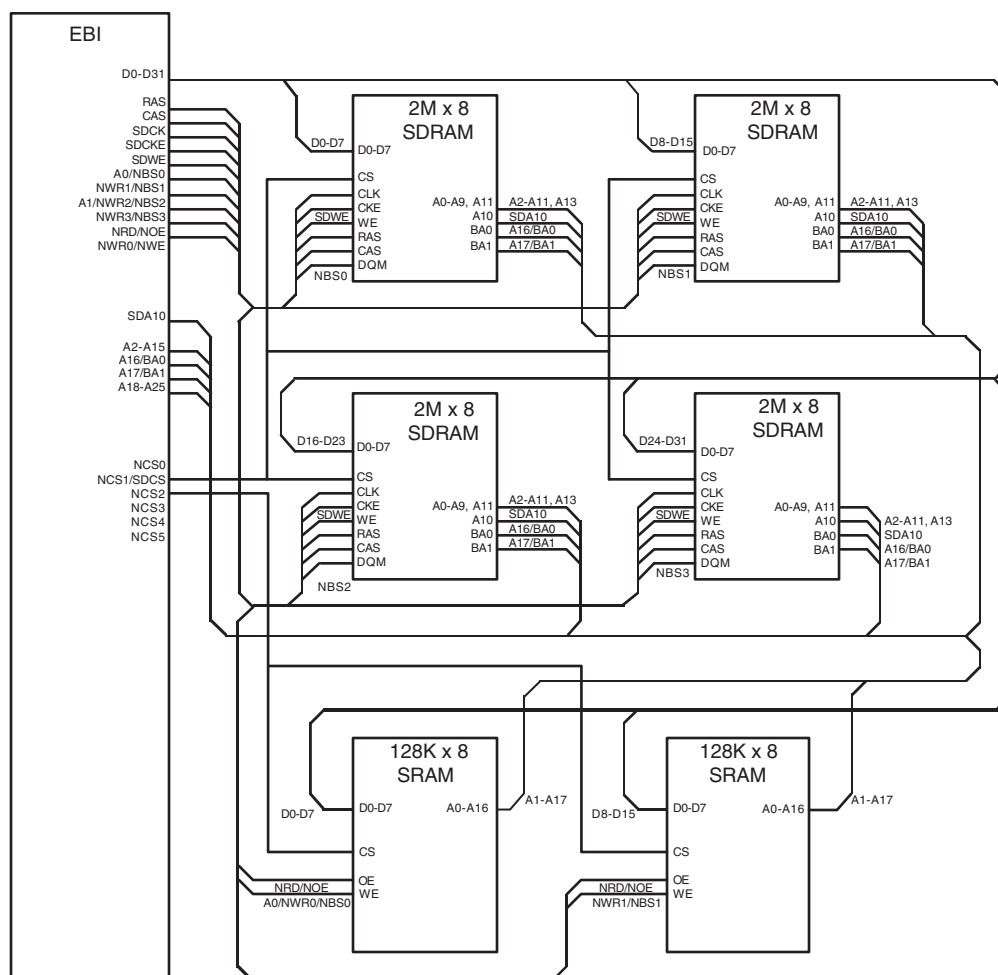 EBI
D0-D31
RAS
CAS
SDCK
SDCKE
SDWE
A0/NBS0
NWR1/NBS1
A1/NWR2/NBS2
NWR3/NBS3
NRD/NOE
NWR0/NWE
SDA10
A2-A15
A16/BA0
A17/BA1
A18-A25
NCS0
NCS1/SDCS
NCS2
NCS3
NCS4
NCS5
2M x 8
SDRAM
D0-D7
D0-D7
CS
CLK
CKE
SDWE
WE
RAS
CAS
DQM
NBS0
A0-A9, A11
A10
BA0
BA1
A2-A11, A13
SDA10
A16/BA0
A17/BA1
2M x 8
SDRAM
D8-D15
D0-D7
CS
CLK
CKE
SDWE
WE
RAS
CAS
DQM
NBS1
A0-A9, A11
A10
BA0
BA1
A2-A11, A13
SDA10
A16/BA0
A17/BA1
2M x 8
SDRAM
D16-D23
D0-D7
CS
CLK
CKE
SDWE
WE
RAS
CAS
DQM
NBS2
A0-A9, A11
A10
BA0
BA1
A2-A11, A13
SDA10
A16/BA0
A17/BA1
2M x 8
SDRAM
D24-D31
D0-D7
CS
CLK
CKE
SDWE
WE
RAS
CAS
DQM
NBS3
A0-A9, A11
A10
BA0
BA1
A2-A11, A13
SDA10
A16/BA0
A17/BA1
128K x 8
SRAM
D0-D7
D0-D7
A0-A16
A1-A17
CS
OE
NRD/NOE
WE
A0/NWR0/NBS0
128K x 8
SRAM
D8-D15
D0-D7
A0-A16
A1-A17
CS
OE
NRD/NOE
WE
NWR1/NBS1